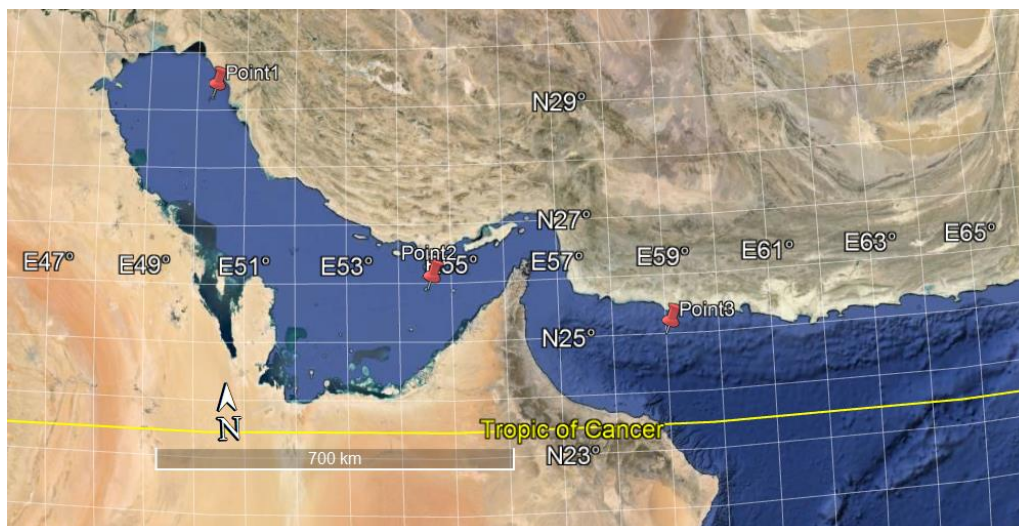 Point1
N29°
N27°
Point2
E47°
E49°
E51°
E53°
55°
E57°
E59°
E61°
E63°
E65°
Point3
N25°
N
Tropic of Cancer
700 km
N23°